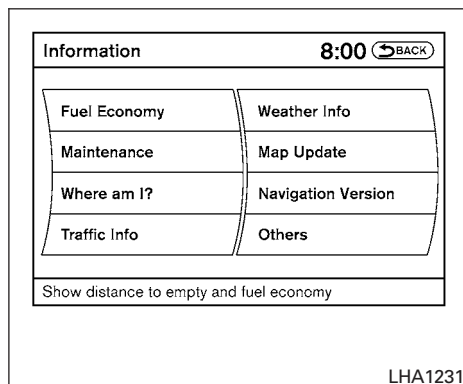 Information 8:00 BACK
Fuel Economy Weather Info
Maintenance Map Update
Where am I? Navigation Version
Traffic Info Others
Show distance to empty and fuel economy
LHA1231